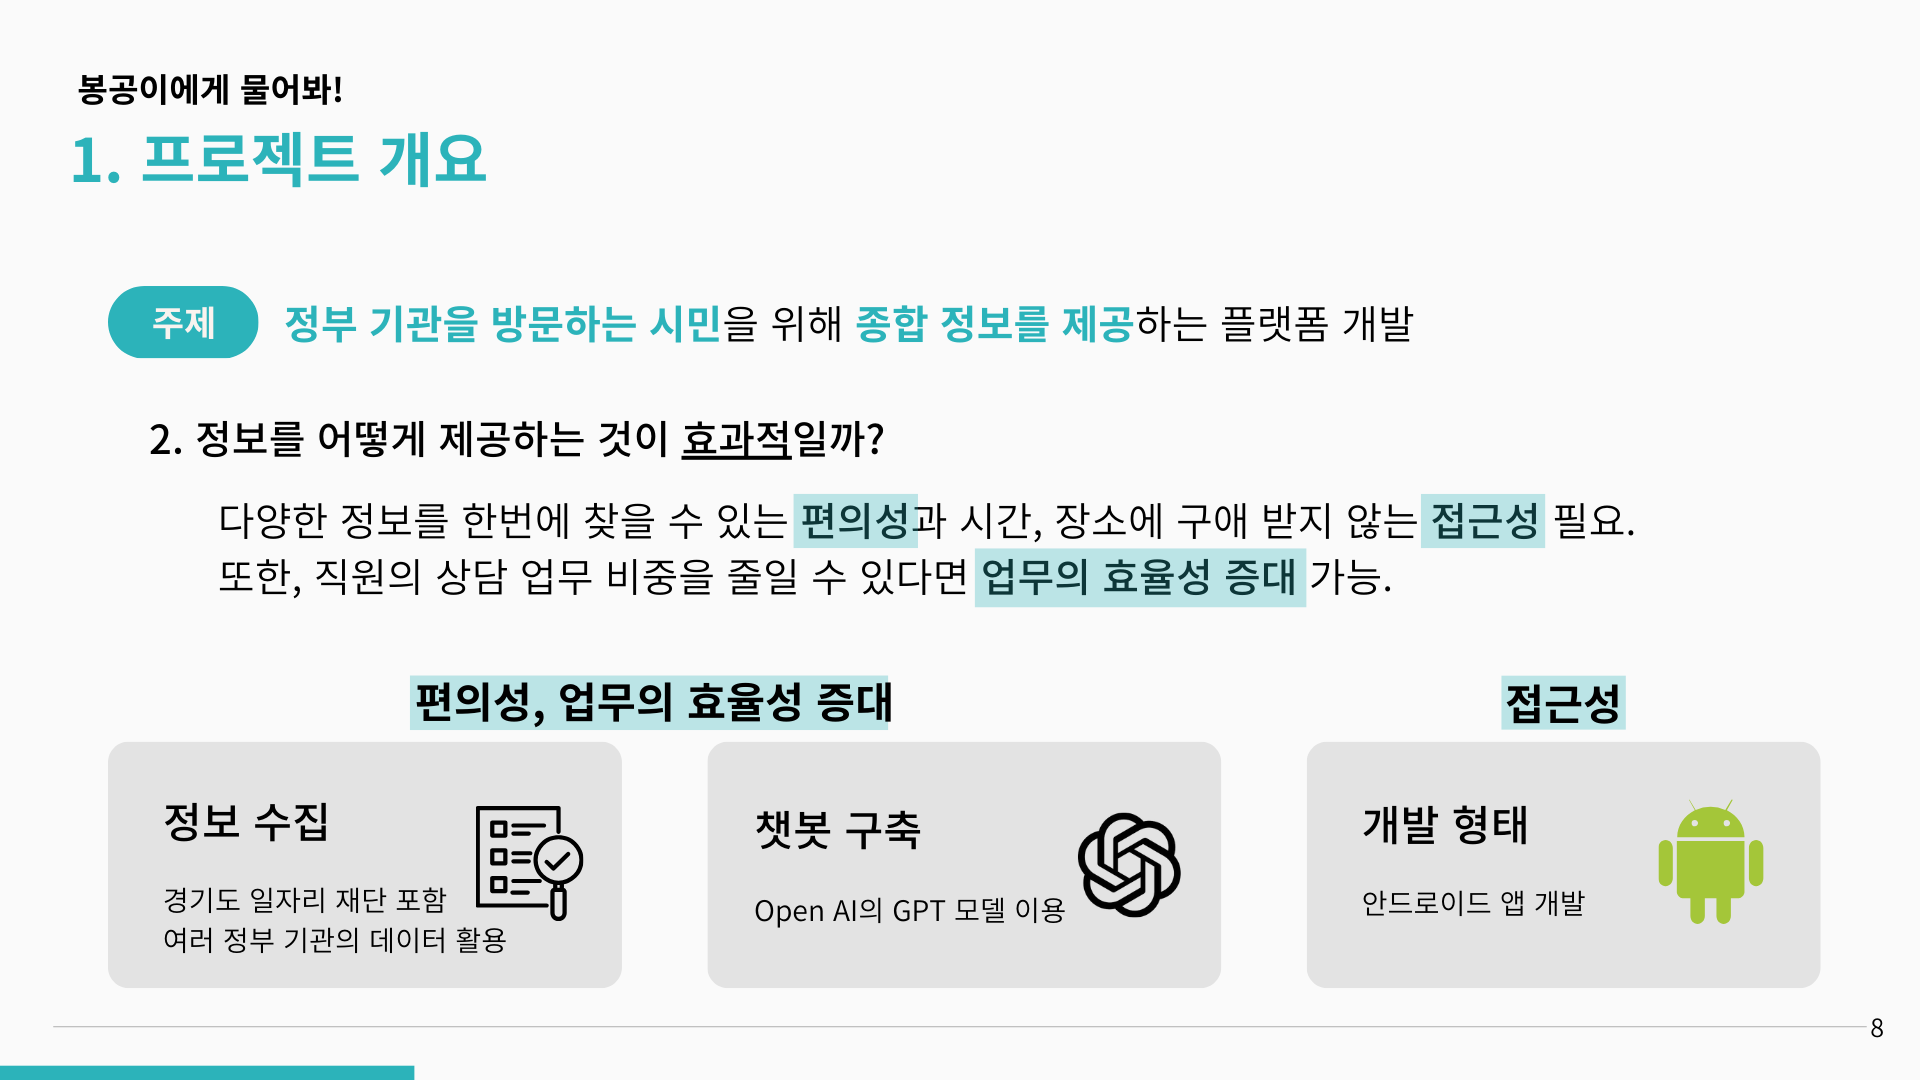 봉공이에게 물어봐!
1. 프로젝트 개요
주제
정부 기관을 방문하는 시민을 위해 종합 정보를 제공하는 플랫폼 개발
2. 정보를 어떻게 제공하는 것이 효과적일까?
다양한 정보를 한번에 찾을 수 있는 편의성과 시간, 장소에 구애 받지 않는 접근성 필요.
또한, 직원의 상담 업무 비중을 줄일 수 있다면 업무의 효율성 증대 가능.
편의성, 업무의 효율성 증대
접근성
정보 수집
경기도 일자리 재단 포함
여러 정부 기관의 데이터 활용
챗봇 구축
Open AI의 GPT 모델 이용
개발 형태
안드로이드 앱 개발
8